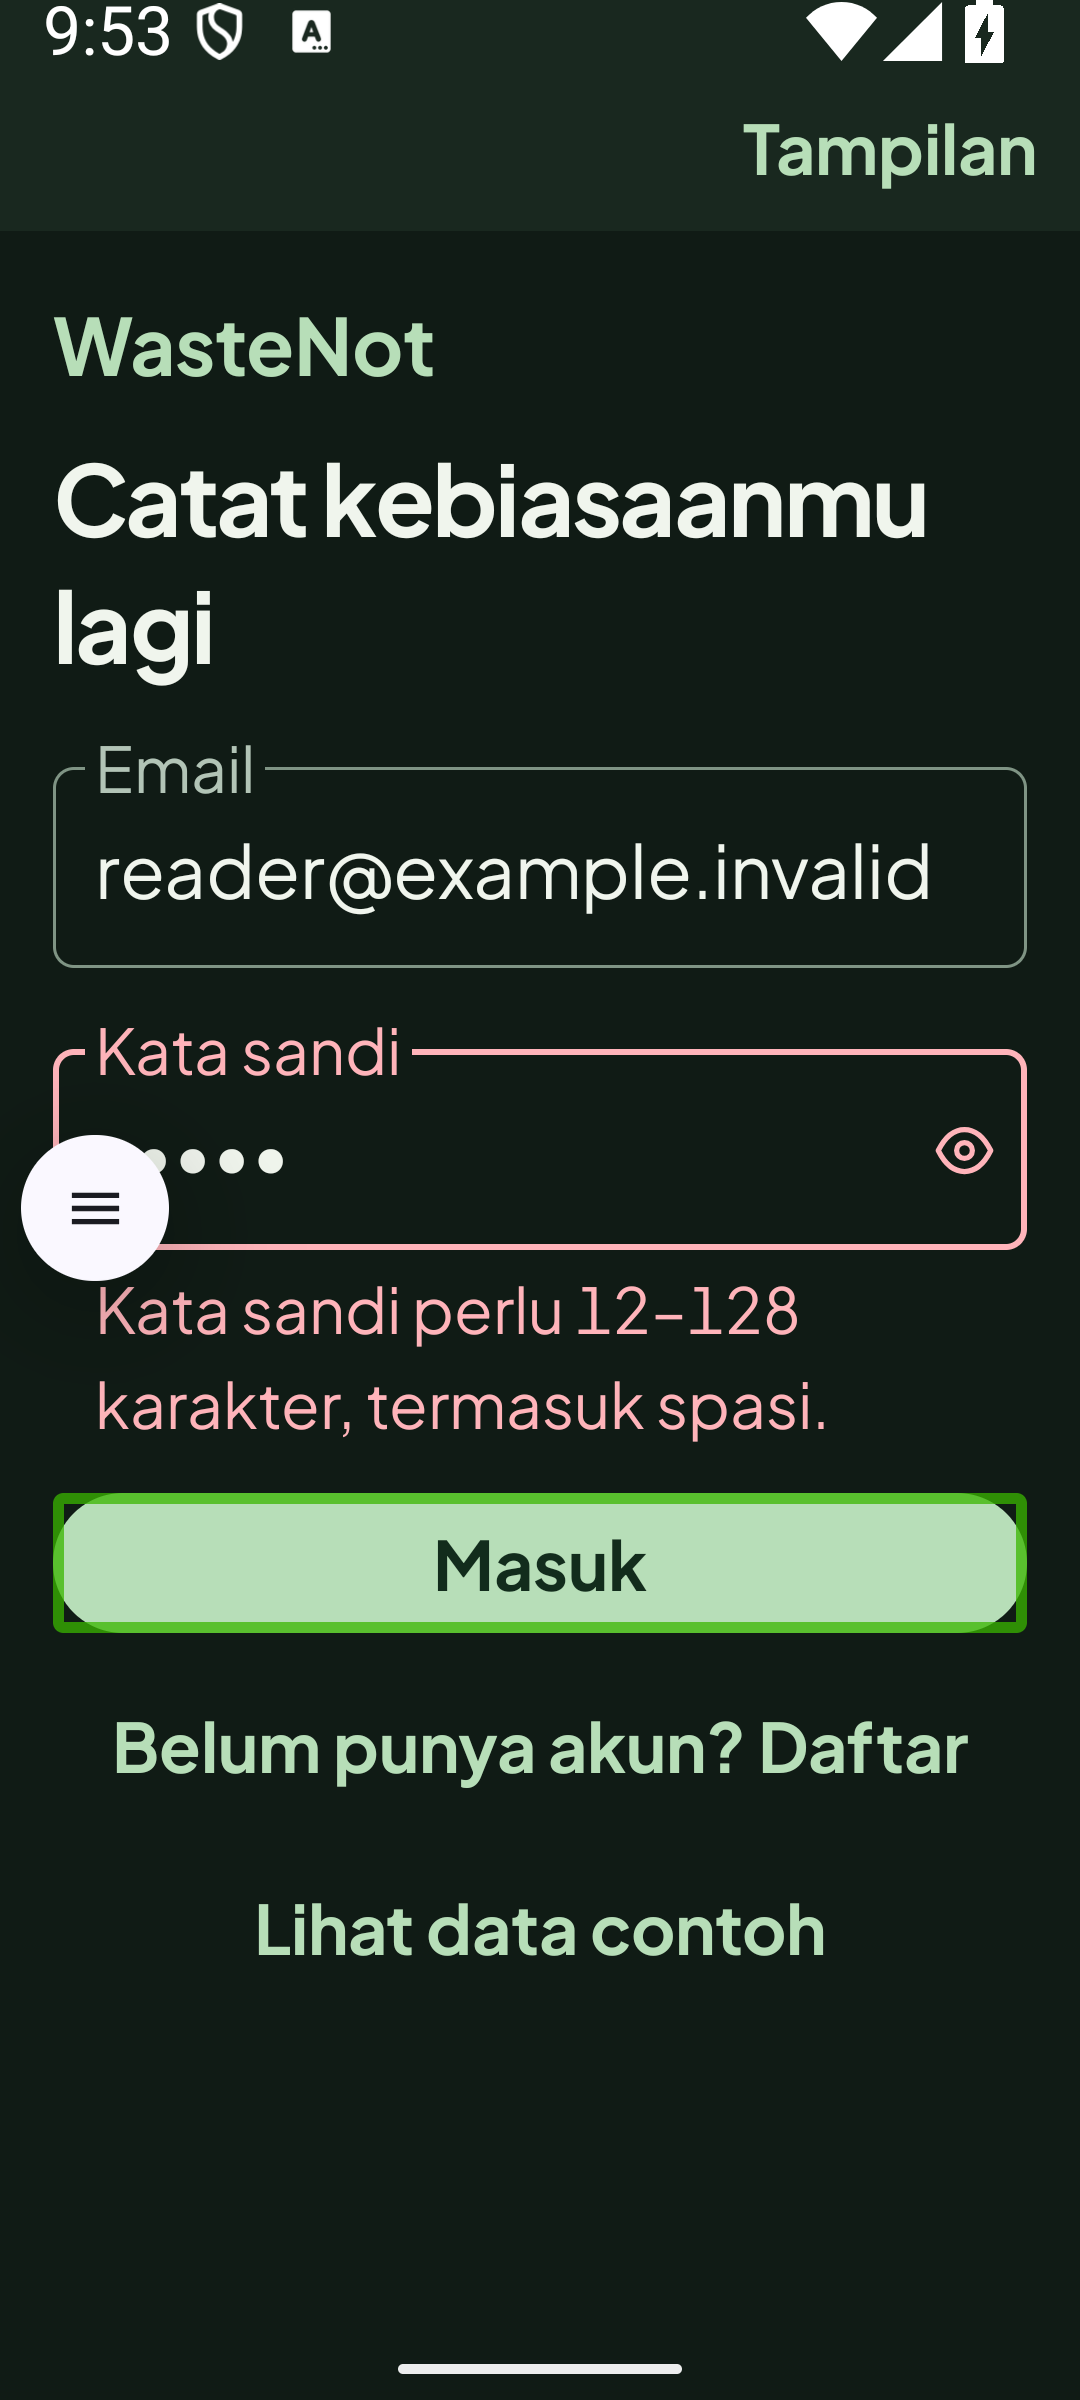 9:53
Tampilan
WasteNot
Catat kebiasaanmu
lagi
Email
reader@example.invalid
Kata sandi
Kata sandi perlu 12–128
karakter, termasuk spasi.
Masuk
Belum punya akun? Daftar
Lihat data contoh